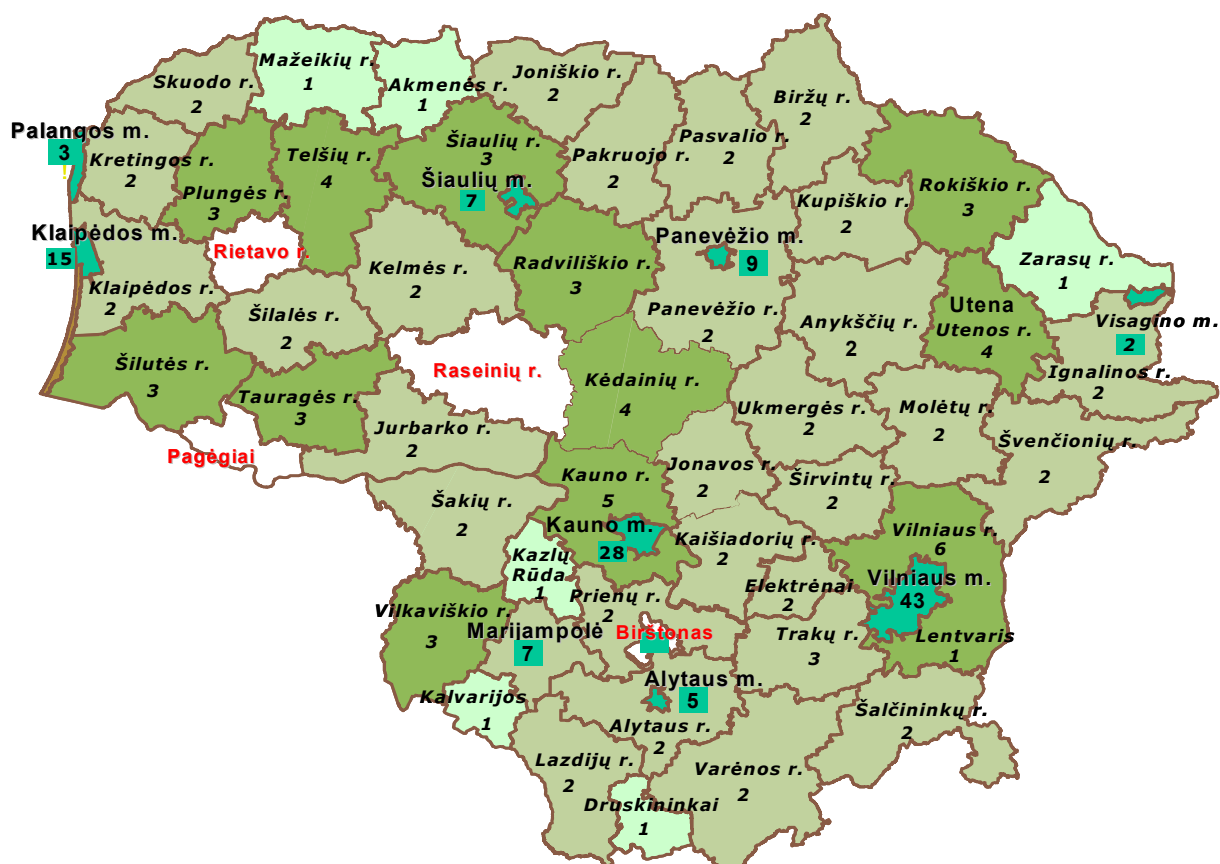 Mažeikių r.
1
Skuodo r.
2
Akmenės r.
1
Joniškio r.
2
Biržų r.
2
Palangos m.
3
!
Kretingos r.
2
Plungės r.
3
Telšių r.
4
Šiaulių r.
3
Šiaulių m.
7
Pakruojo r.
2
Pasvalio r.
2
Rokiškio r.
3
Kupiškio r.
2
Klaipėdos m.
15
Rietavo r.
Klaipėdos r.
2
Kelmės r.
2
Radviliškio r.
3
Panevėžio m.
9
Panevėžio r.
2
Zarasų r.
1
Utena
Utenos r.
4
Visagino m.
2
Anykščių r.
2
Šilalės r.
2
Ignalinos r.
2
Šilutės r.
3
Tauragės r.
3
Raseinių r.
Kėdainių r.
4
Ukmergės r.
2
Molėtų r.
2
Švenčionių r.
2
Pagėgiai
Jurbarko r.
2
Kauno r.
5
Jonavos r.
2
Širvintų r.
2
Šakių r.
2
Kauno m.
28
Kaišiadorių r.
2
Vilniaus r.
6
Kazlų
Rūda
1
Elektrėnai
2
Vilniaus m.
43
Prienų r.
2
Vilkaviškio r.
3
Marijampolė
7
Birštonas
Trakų r.
3
Lentvaris
1
Alytaus m.
5
Kalvarijos
1
Alytaus r.
2
Šalčininkų r.
2
Lazdijų r.
2
Varėnos r.
2
Druskininkai
1